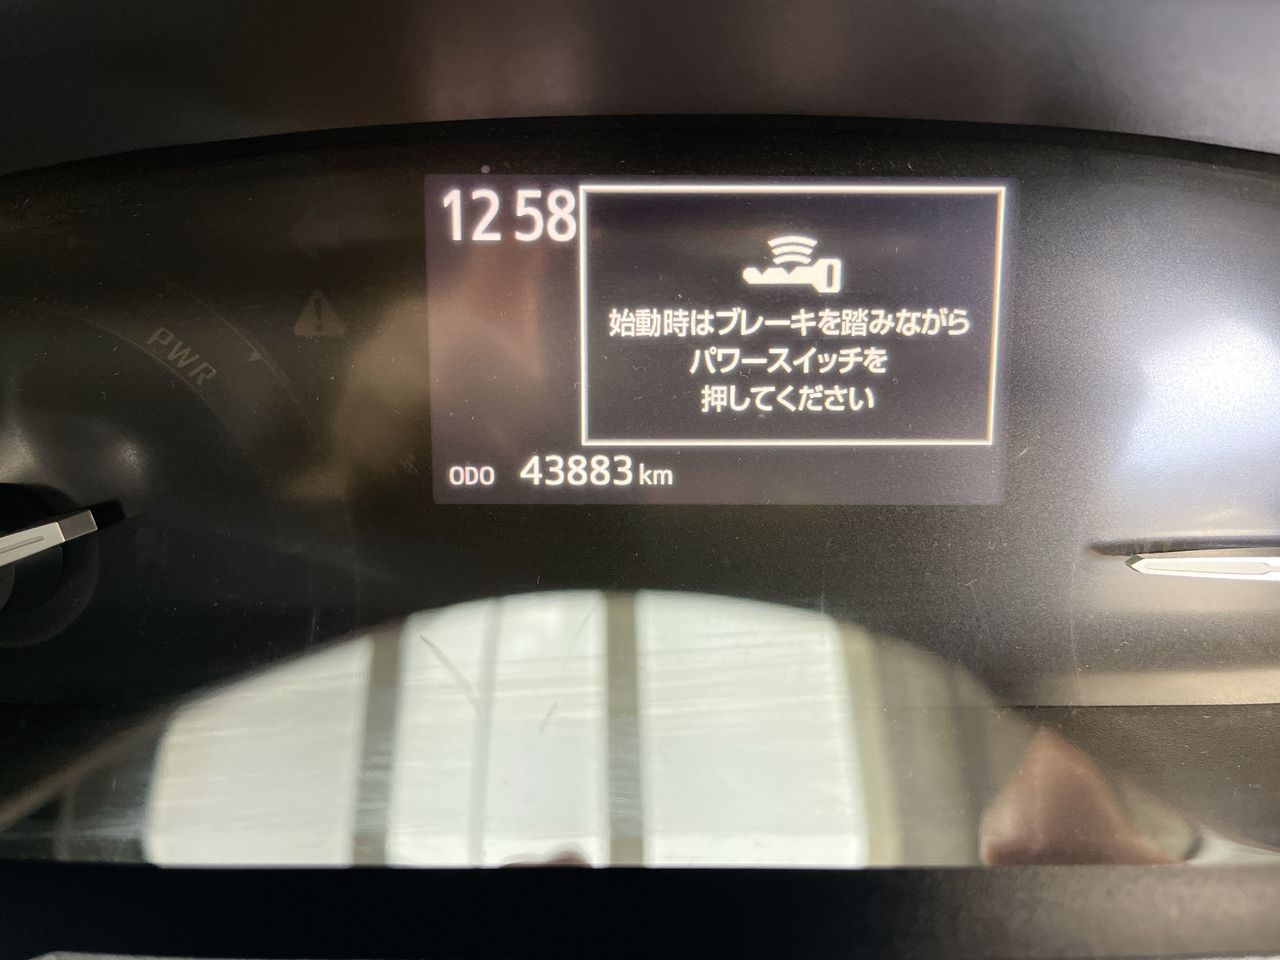 12 58
始動時はブレーキを踏みながら
パワースイッチを
押してください
ODO 43883 km
PWR